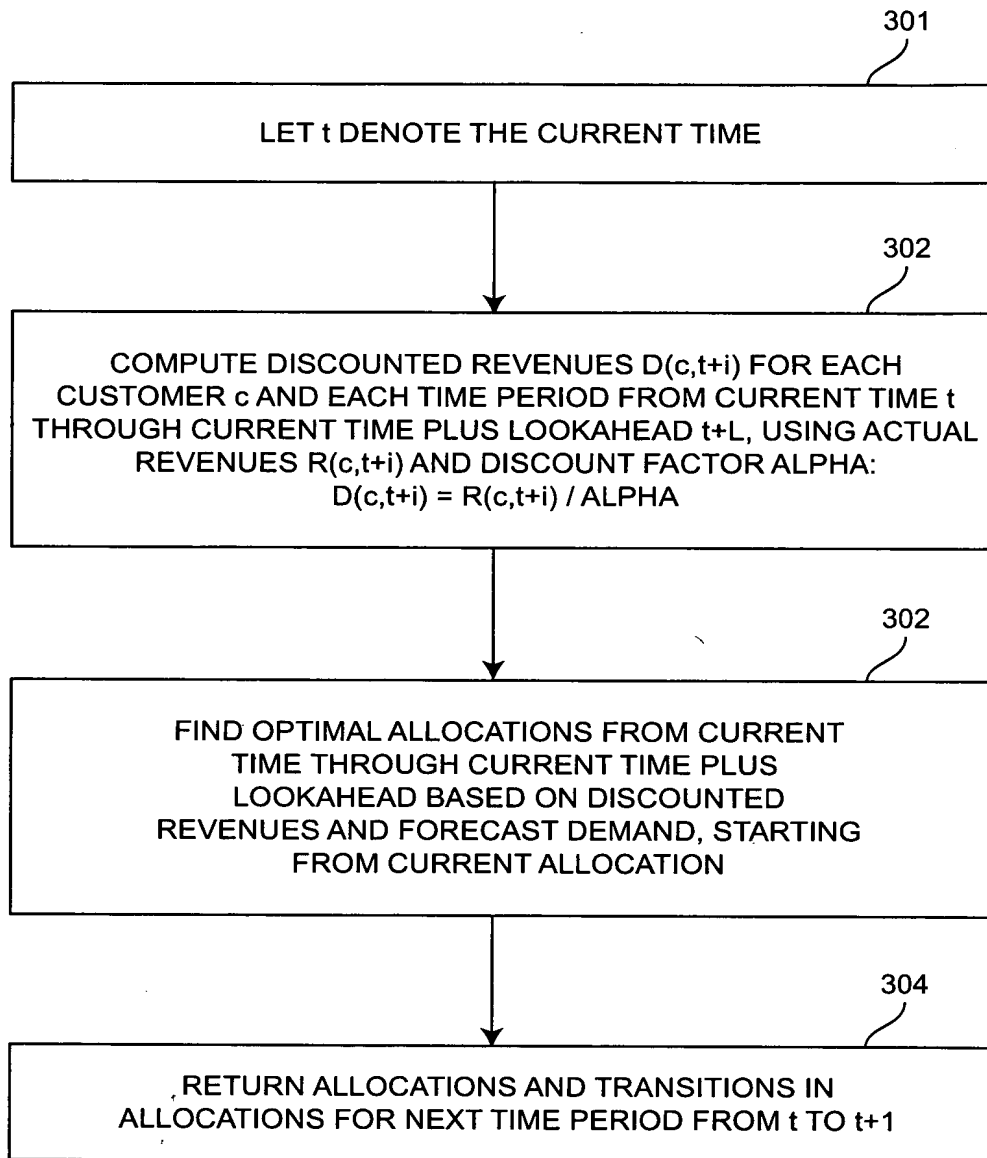 301
LET t DENOTE THE CURRENT TIME.
302
COMPUTE DISCOUNTED REVENUES D(c,t+i) FOR EACH
CUSTOMER c AND EACH TIME PERIOD FROM CURRENT TIME t
THROUGH CURRENT TIME PLUS LOOKAHEAD t+L, USING ACTUAL
REVENUES R(c,t+i) AND DISCOUNT FACTOR ALPHA:
D(c,t+i) = R(c,t+i) / ALPHA
302
FIND OPTIMAL ALLOCATIONS FROM CURRENT
TIME THROUGH CURRENT TIME PLUS
LOOKAHEAD BASED ON DISCOUNTED
REVENUES AND FORECAST DEMAND, STARTING
FROM CURRENT ALLOCATION
304
RETURN ALLOCATIONS AND TRANSITIONS IN
ALLOCATIONS FOR NEXT TIME PERIOD FROM t TO t+1